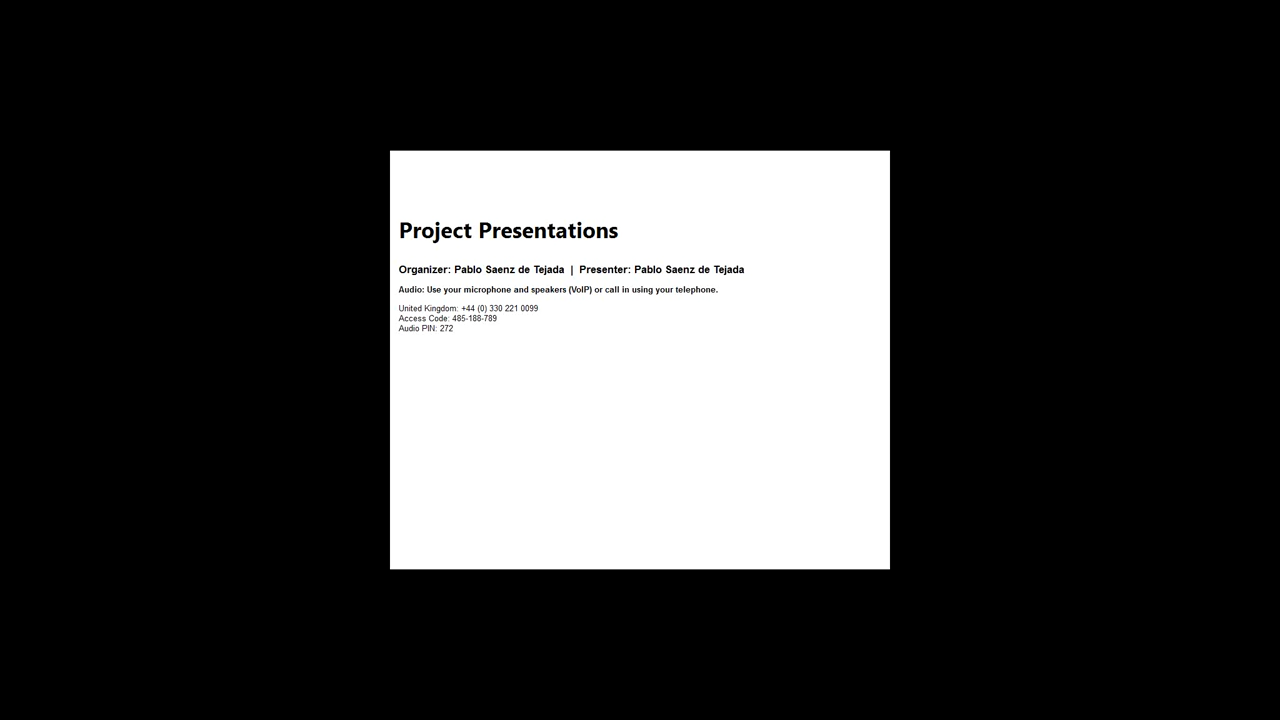 Project Presentations
Organizer: Pablo Saenz de Tejada | Presenter: Pablo Saenz de Tejada
Audio: Use your microphone and speakers (VoIP) or call in using your telephone.
United Kingdom: +44 (0) 330 221 0099
Access Code: 485-188-789
Audio PIN: 272